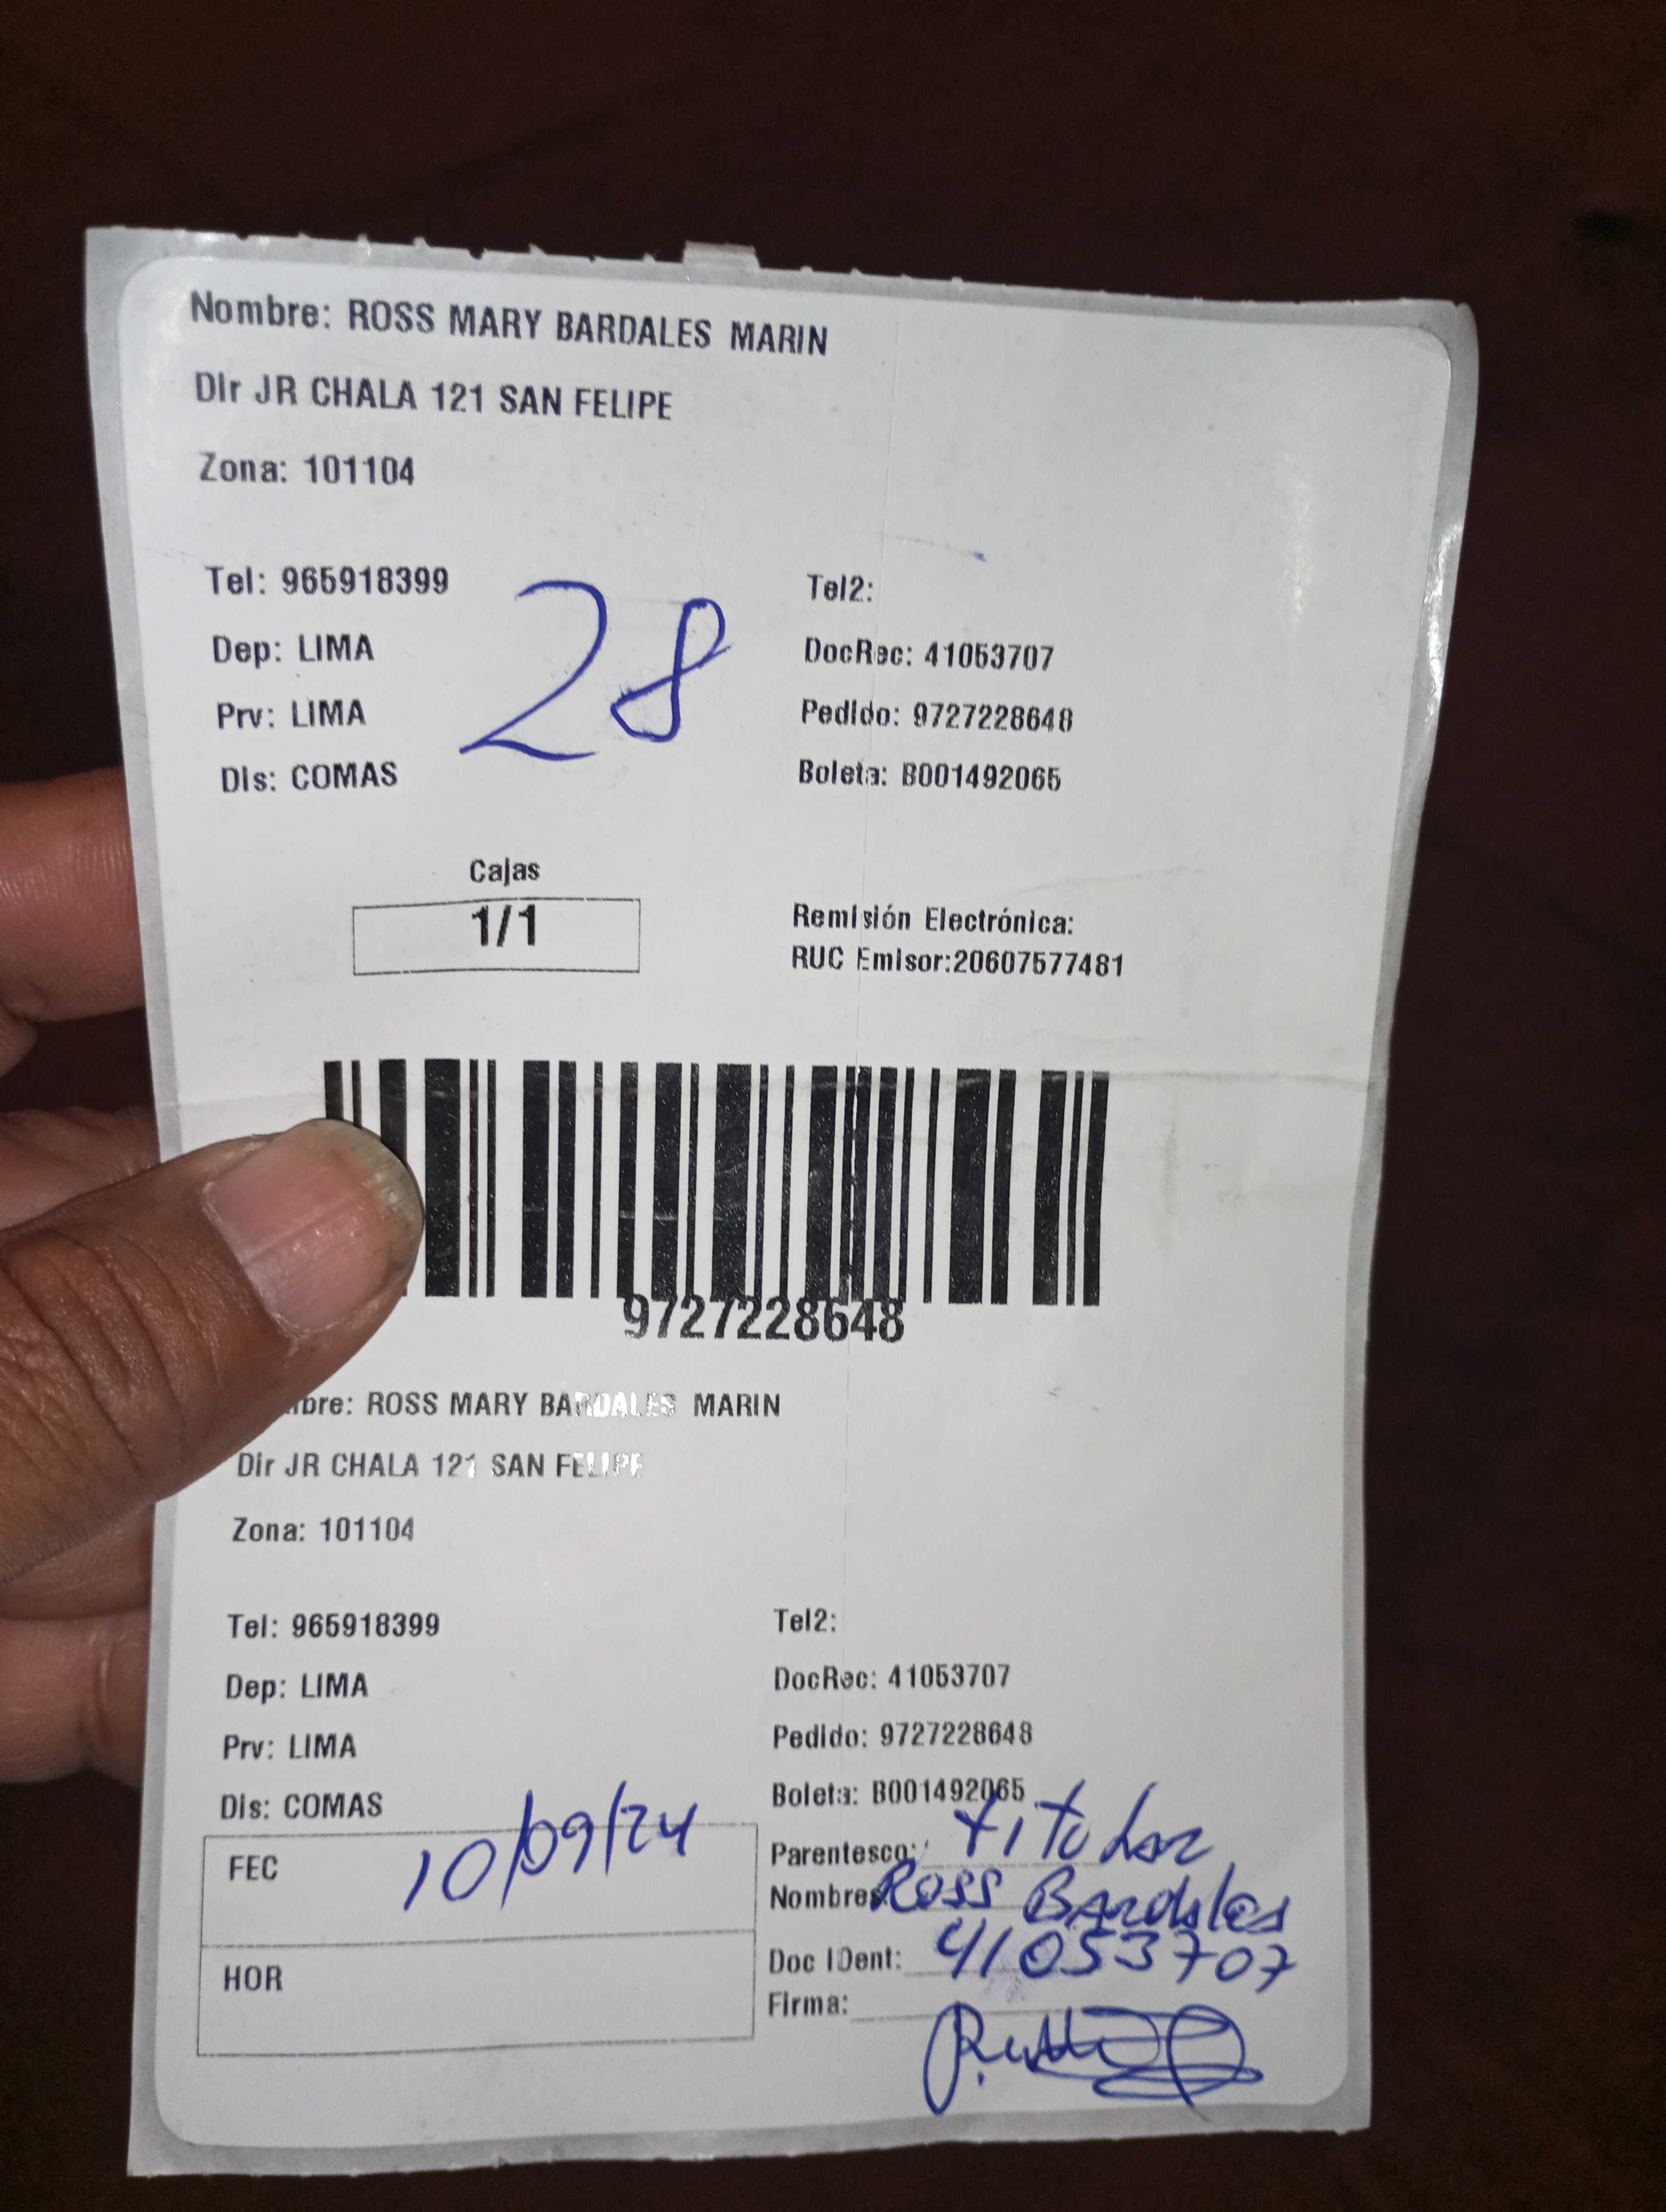 Nombre: ROSS MARY BARDALES MARIN
Dir JR CHALA 121 SAN FELIPE
Zona: 101104
Tel: 965918399
Tel2:
28
Dep: LIMA
DocRec: 41053707
Prv: LIMA
Pedido: 9727228648
Dis: COMAS
Boleta: B001492065
Cajas
1/1
Remisión Electrónica:
RUC Emisor:20607577481
9727228648
bre: ROSS MARY BARDALES MARIN
Dir JR CHALA 121 SAN FELIPE
Zona: 101104
Tel: 965918399
Tel2:
Dep: LIMA
DocRec: 41053707
Prv: LIMA
Pedido: 9727228648
Dis: COMAS
Boleta: B001492065
FEC 10/09/24
HOR
Parentesco: titular
Nombres: Ross Bardales
Doc IDent: 41053707
Firma: